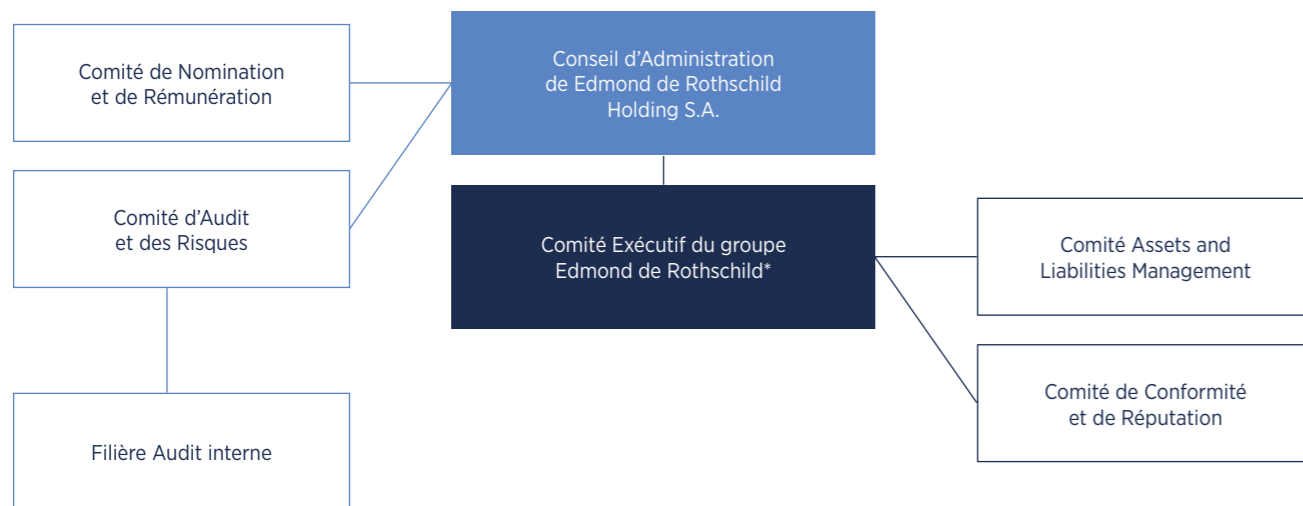 Comité de Nomination
et de Rémunération
Conseil d’Administration
de Edmond de Rothschild
Holding S.A.
Comité d’Audit
et des Risques
Comité Exécutif du groupe
Edmond de Rothschild*
Comité Assets and
Liabilities Management
Comité de Conformité
et de Réputation
Filière Audit interne